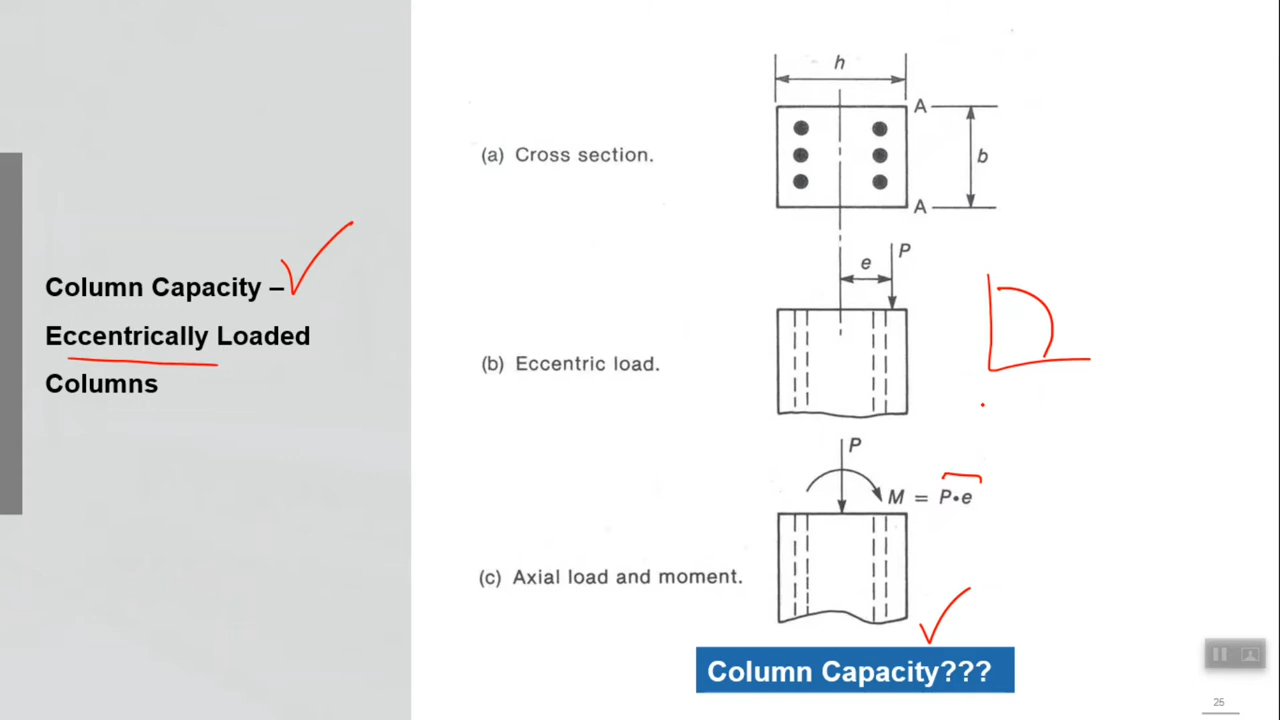 Column Capacity –
Eccentrically Loaded
Columns
h
A
(a) Cross section.
b
A
P
e
(b) Eccentric load.
P
M = P•e
(c) Axial load and moment.
Column Capacity???
25